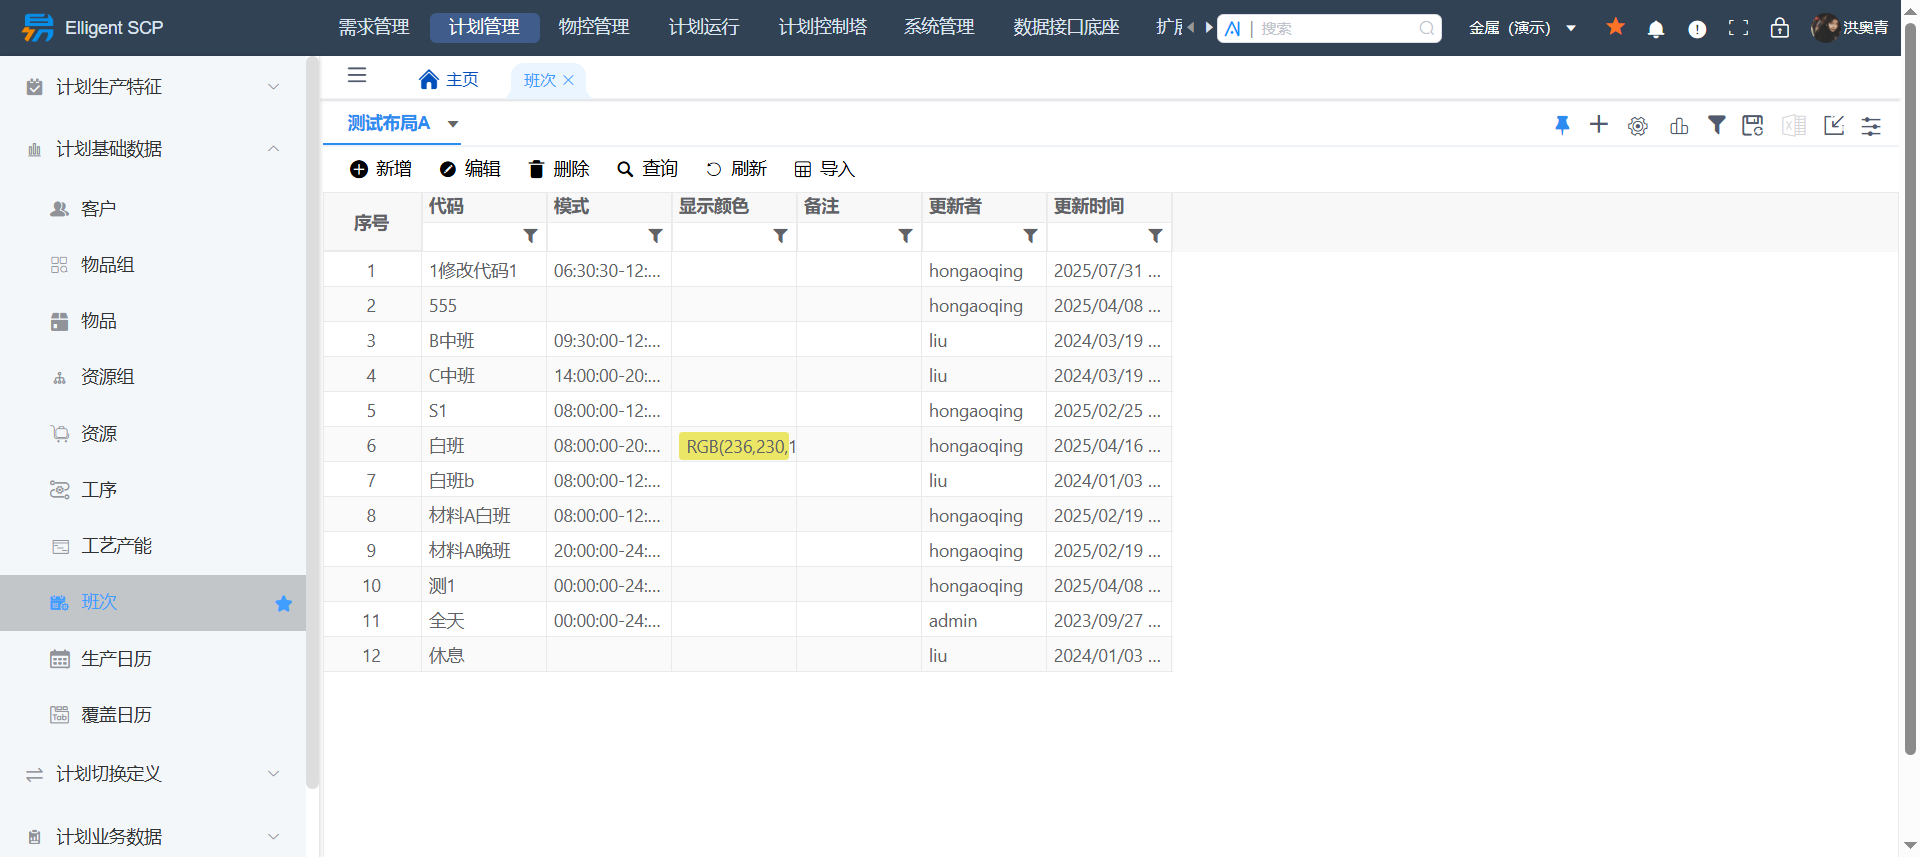 Elligent SCP
需求管理 计划管理 物控管理 计划运行 计划控制塔 系统管理 数据接口底座
搜索
金属 (演示)
洪奥青
计划生产特征
计划基础数据
客户
物品组
物品
资源组
资源
工序
工艺产能
班次
生产日历
覆盖日历
计划切换定义
计划业务数据
主页 班次
测试布局A
新增 编辑 删除 查询 刷新 导入
序号 代码 模式 显示颜色 备注 更新者 更新时间
1 1修改代码1 06:30:30-12:... hongaoqing 2025/07/31 ...
2 555 hongaoqing 2025/04/08 ...
3 B中班 09:30:00-12:... liu 2024/03/19 ...
4 C中班 14:00:00-20:... liu 2024/03/19 ...
5 S1 08:00:00-12:... hongaoqing 2025/02/25 ...
6 白班 08:00:00-20:... RGB(236,230,1 hongaoqing 2025/04/16 ...
7 白班b 08:00:00-12:... liu 2024/01/03 ...
8 材料A白班 08:00:00-12:... hongaoqing 2025/02/19 ...
9 材料A晚班 20:00:00-24:... hongaoqing 2025/02/19 ...
10 测1 00:00:00-24:... hongaoqing 2025/04/08 ...
11 全天 00:00:00-24:... admin 2023/09/27 ...
12 休息 liu 2024/01/03 ...